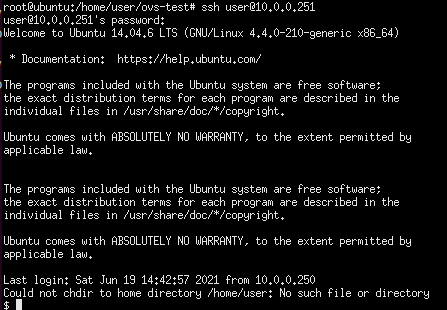 root@ubuntu:/home/user/ovs-test# ssh user@10.0.0.251
user@10.0.0.251's password:
Welcome to Ubuntu 14.04.6 LTS (GNU/Linux 4.4.0-210-generic x86_64)
* Documentation:  https://help.ubuntu.com/
The programs included with the Ubuntu system are free software;
the exact distribution terms for each program are described in the
individual files in /usr/share/doc/*/copyright.
Ubuntu comes with ABSOLUTELY NO WARRANTY, to the extent permitted by
applicable law.
The programs included with the Ubuntu system are free software;
the exact distribution terms for each program are described in the
individual files in /usr/share/doc/*/copyright.
Ubuntu comes with ABSOLUTELY NO WARRANTY, to the extent permitted by
applicable law.
Last login: Sat Jun 19 14:42:57 2021 from 10.0.0.250
Could not chdir to home directory /home/user: No such file or directory
$